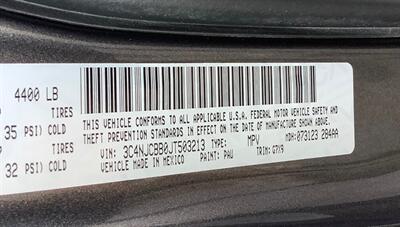 4400 LB
TIRES
35 PSI) COLD
TIRES
32 PSI) COLD
THIS VEHICLE CONFORMS TO ALL APPLICABLE U.S.A. FEDERAL MOTOR VEHICLE SAFETY AND
THEFT PREVENTION STANDARDS IN EFFECT ON THE DATE OF MANUFACTURE SHOWN ABOVE
VIN: 3C4NJCBB0JT503213 TYPE: MPV MDH: 073123 284AA
VEHICLE MADE IN MEXICO PAINT: PAU TRIM: G7X9